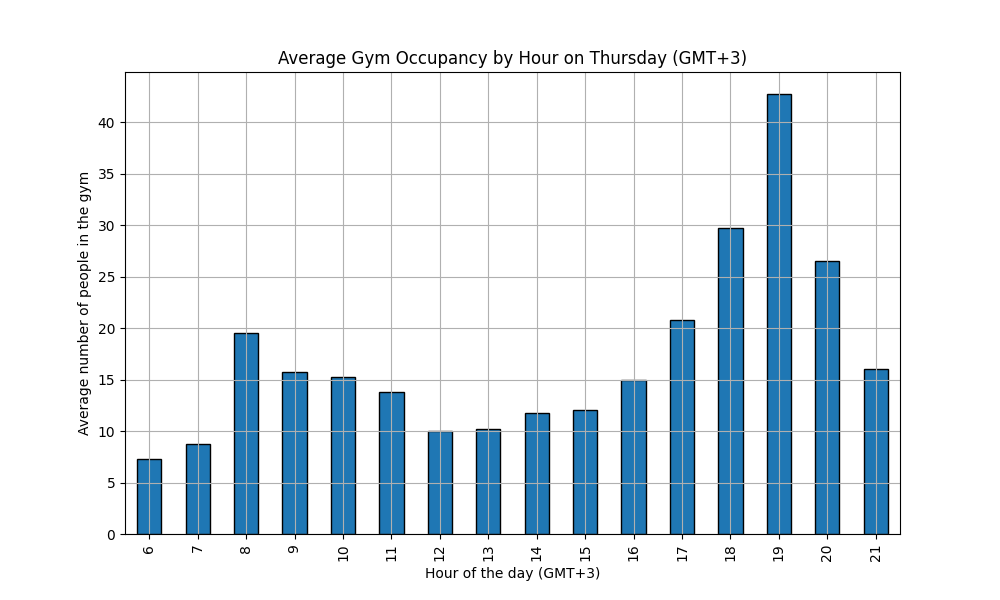 Average Gym Occupancy by Hour on Thursday (GMT+3)
Average number of people in the gym
40
35
30
25
20
15
10
5
0
6 7 8 9 10 11 12 13 14 15 16 17 18 19 20 21
Hour of the day (GMT+3)